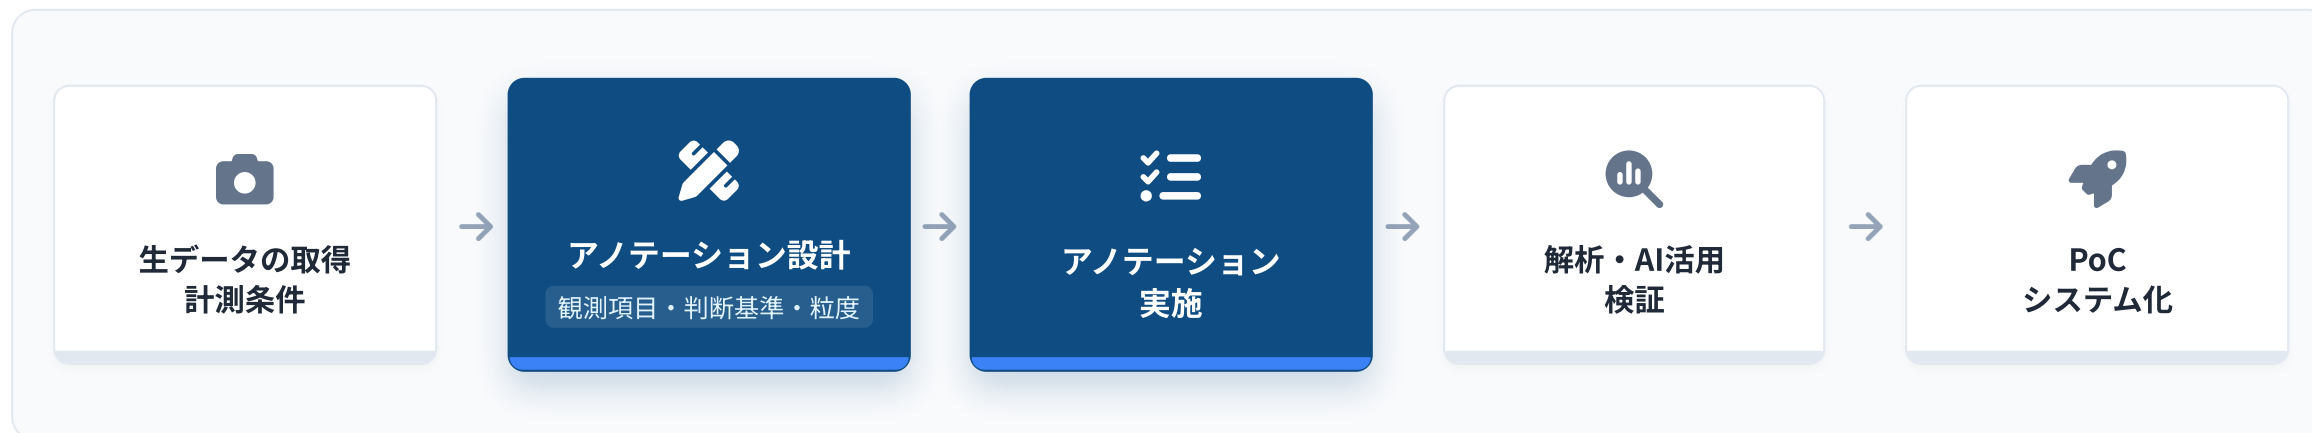 生データの取得
計測条件
アノテーション設計
観測項目・判断基準・粒度
アノテーション
実施
解析・AI活用
検証
PoC
システム化